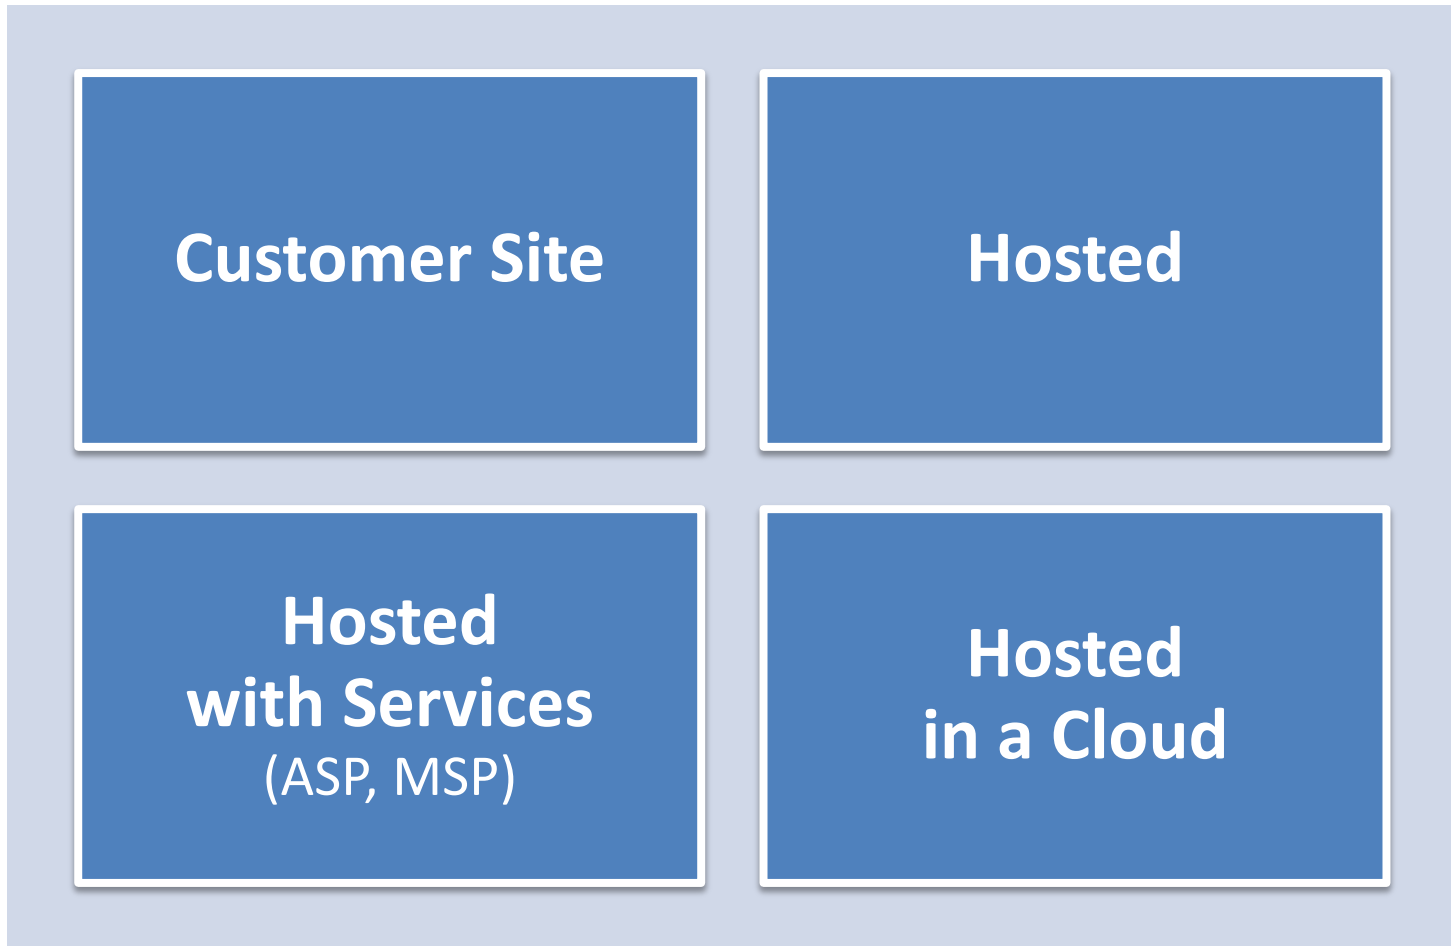 Customer Site
Hosted
Hosted
with Services
(ASP, MSP)
Hosted
in a Cloud